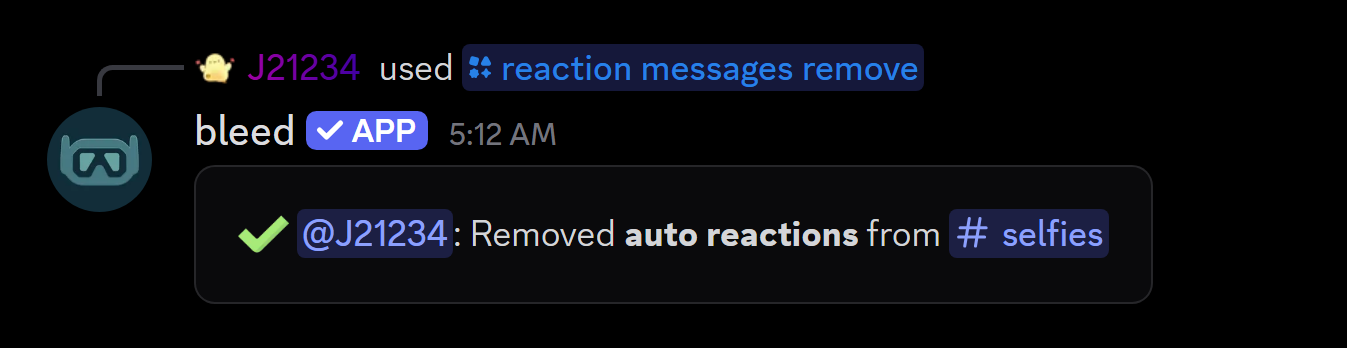 J21234 used reaction messages remove
bleed APP 5:12 AM
@J21234: Removed auto reactions from # selfies